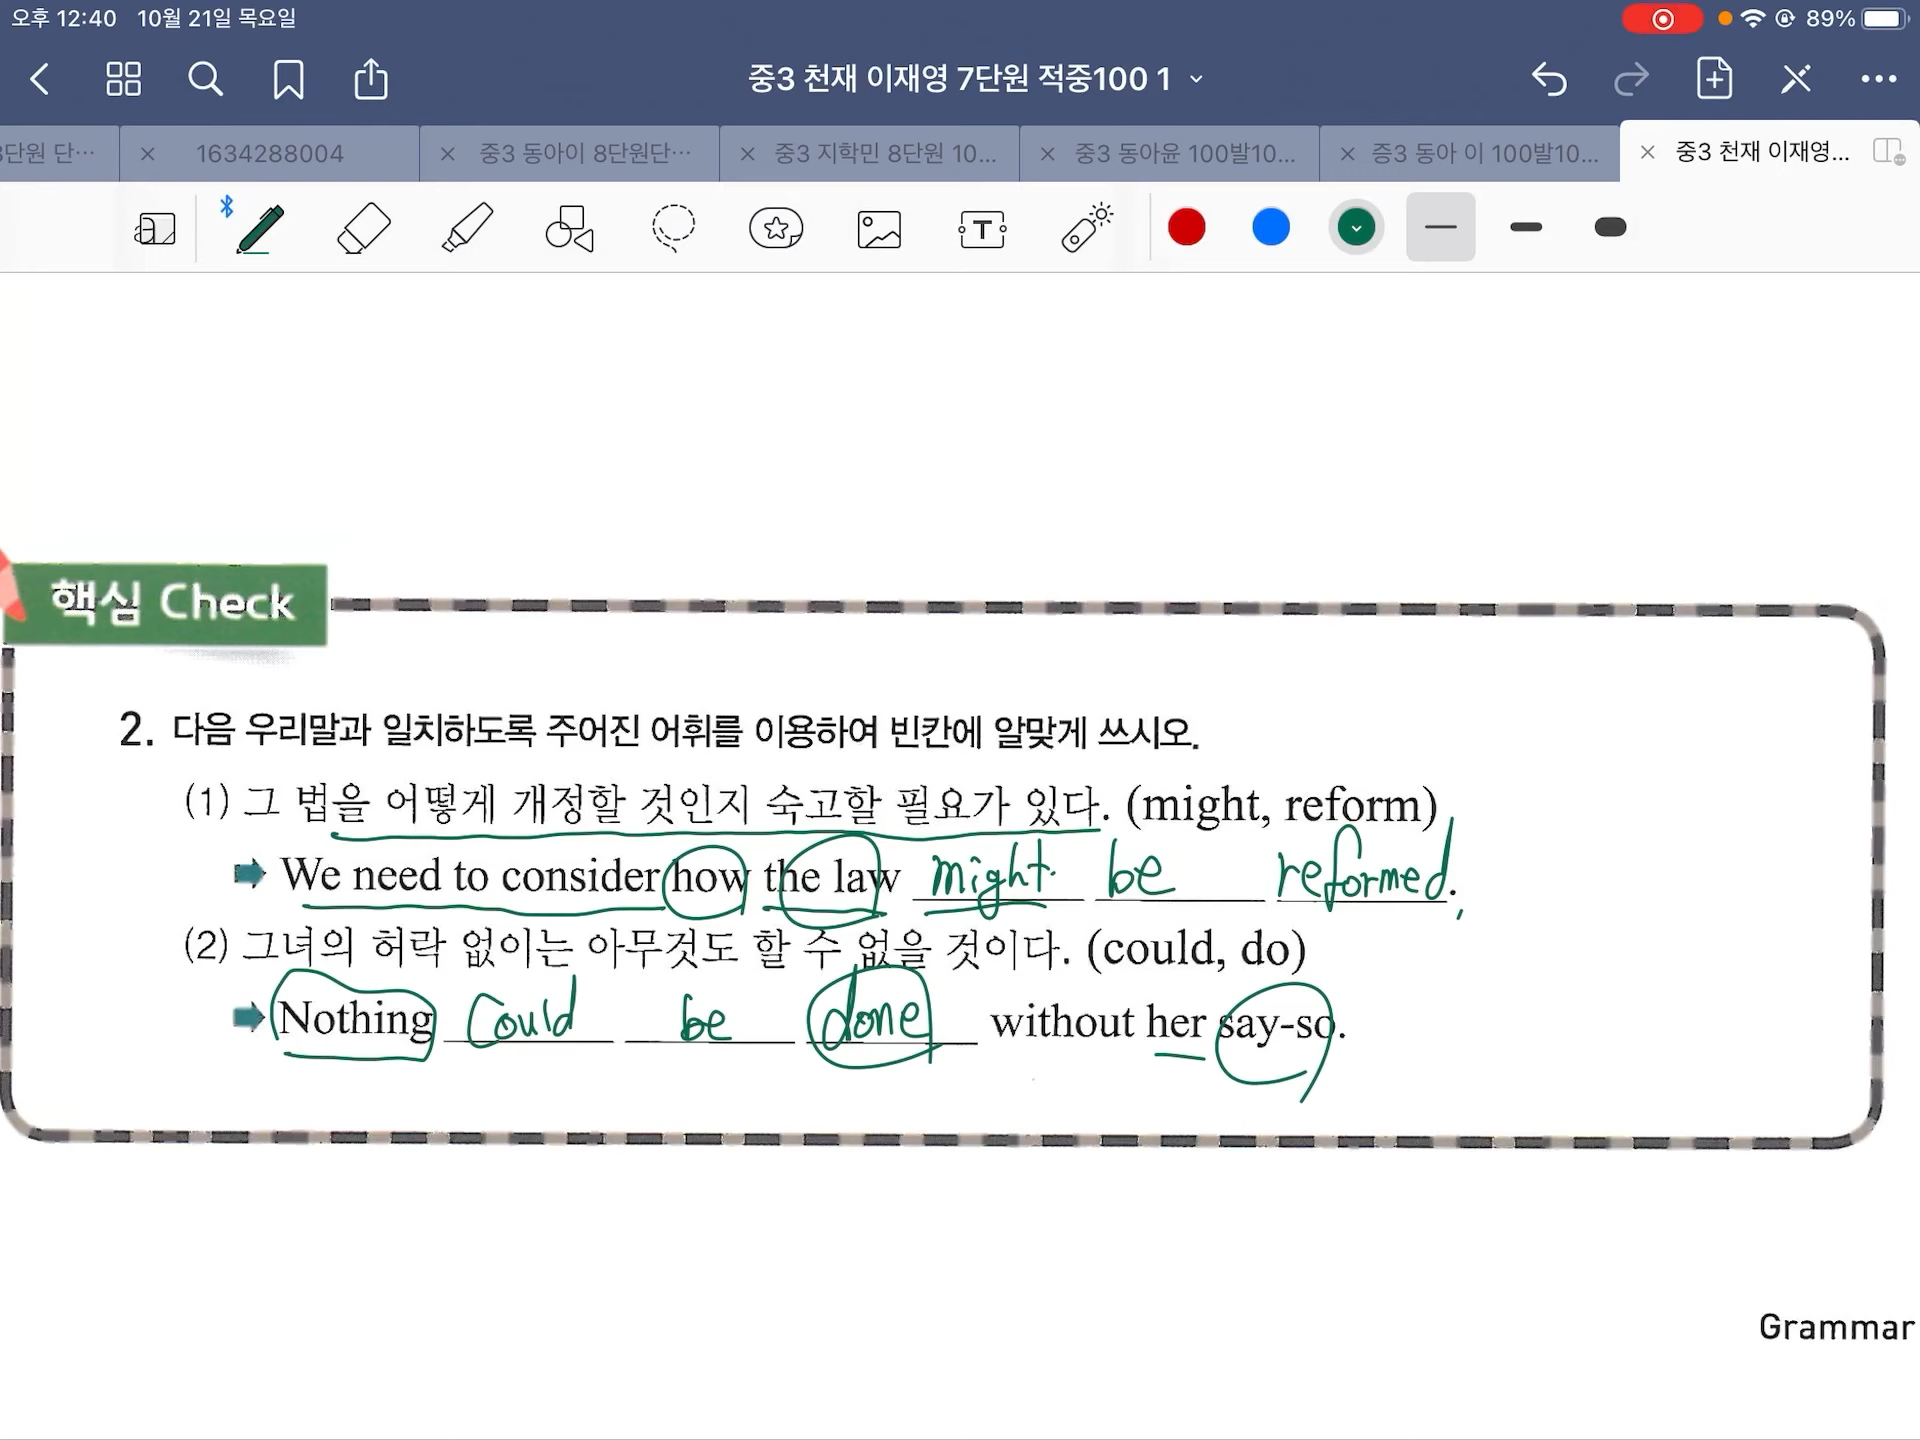 오후 12:40 10월 21일 목요일 89%
중3 천재 이재영 7단원 적중100 1
3단원 단… 1634288004 중3 동아이 8단원단… 중3 지학민 8단원 10... 중3 동아윤 100발10... 증3 동아 이 100발10... 중3 천재 이재영...
핵심 Check
2. 다음 우리말과 일치하도록 주어진 어휘를 이용하여 빈칸에 알맞게 쓰시오.
(1) 그 법을 어떻게 개정할 것인지 숙고할 필요가 있다. (might, reform)
➡ We need to consider how the law might be reformed.
(2) 그녀의 허락 없이는 아무것도 할 수 없을 것이다. (could, do)
➡ Nothing could be done without her say-so.
Grammar